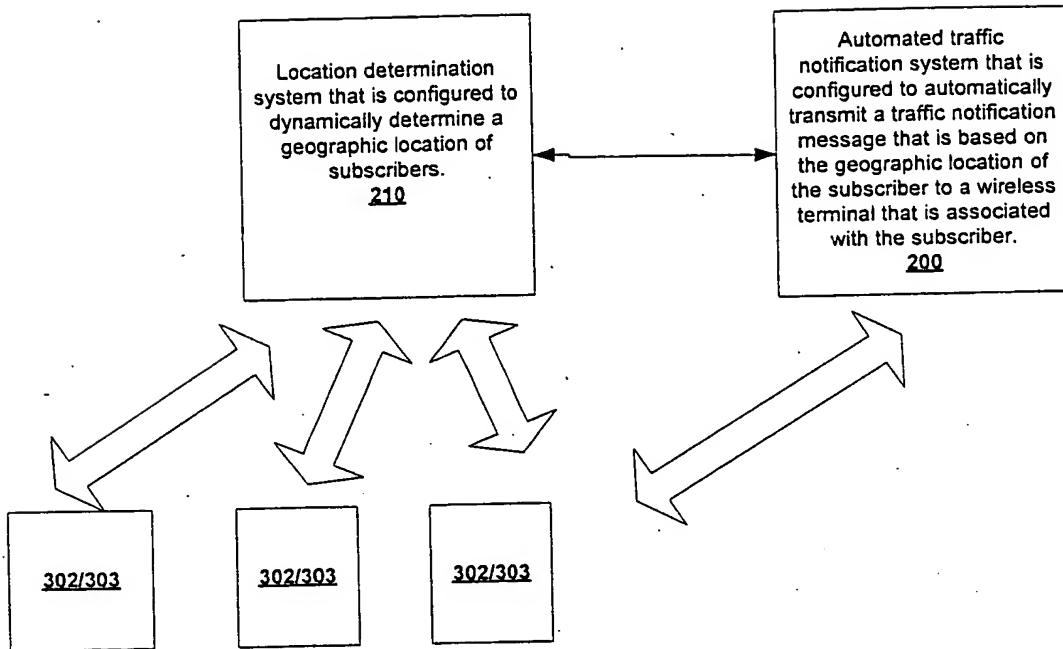 Location determination
system that is configured to
dynamically determine a
geographic location of
subscribers.
210
Automated traffic
notification system that is
configured to automatically
transmit a traffic notification
message that is based on
the geographic location of
the subscriber to a wireless
terminal that is associated
with the subscriber.
200
302/303
302/303
302/303